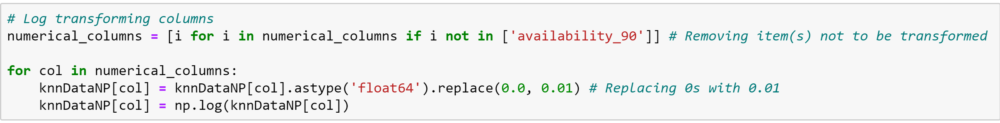 # Log transforming columns
numerical_columns = [i for i in numerical_columns if i not in ['availability_90']] # Removing item(s) not to be transformed
for col in numerical_columns:
    knnDataNP[col] = knnDataNP[col].astype('float64').replace(0.0, 0.01) # Replacing 0s with 0.01
    knnDataNP[col] = np.log(knnDataNP[col])